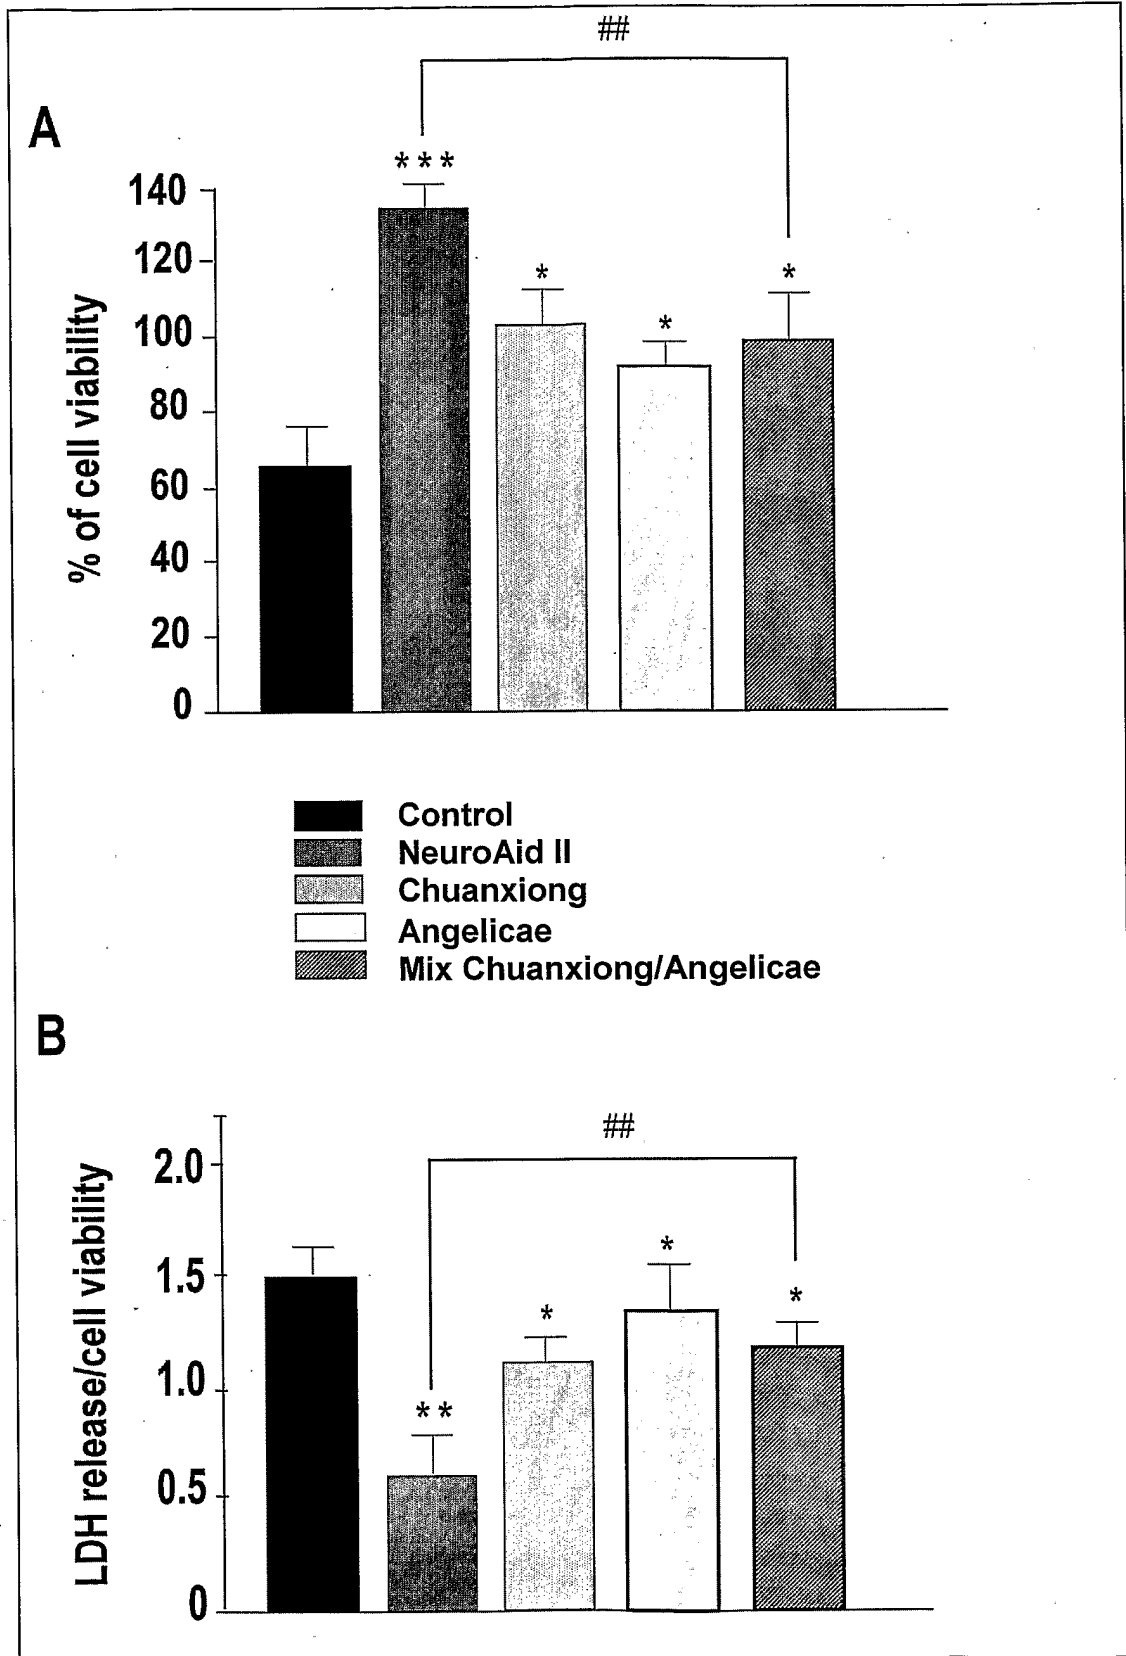 ##
A
***
140
120
*
*
100
*
80
60
40
20
0
% of cell viability
Control
NeuroAid II
Chuanxiong
Angelicae
Mix Chuanxiong/Angelicae
B
##
2.0
*
1.5
*
*
1.0
**
0.5
0
LDH release/cell viability